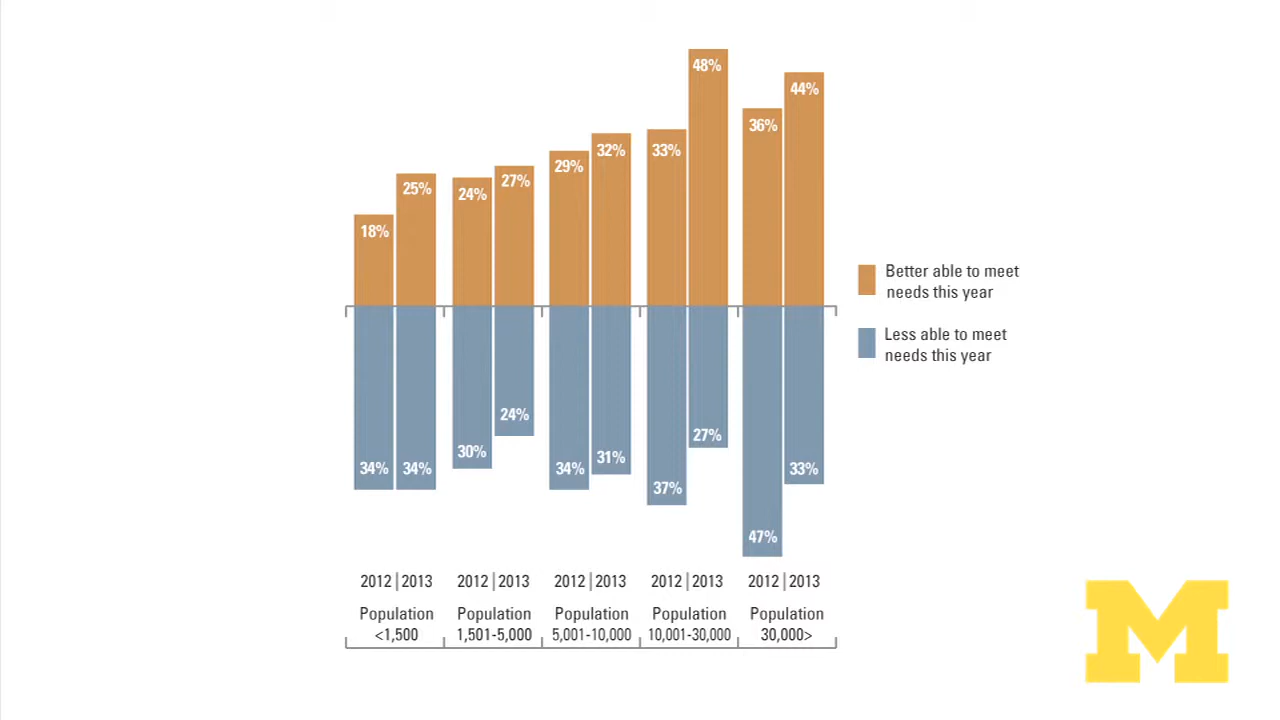 48%
44%
36%
33%
32%
29%
27%
25%
24%
18%
Better able to meet
needs this year
Less able to meet
needs this year
24%
27%
30%
31%
34% 34%
34%
33%
37%
47%
2012 | 2013 2012 | 2013 2012 | 2013 2012 | 2013 2012 | 2013
Population Population Population Population Population
<1,500 1,501-5,000 5,001-10,000 10,001-30,000 30,000>
M